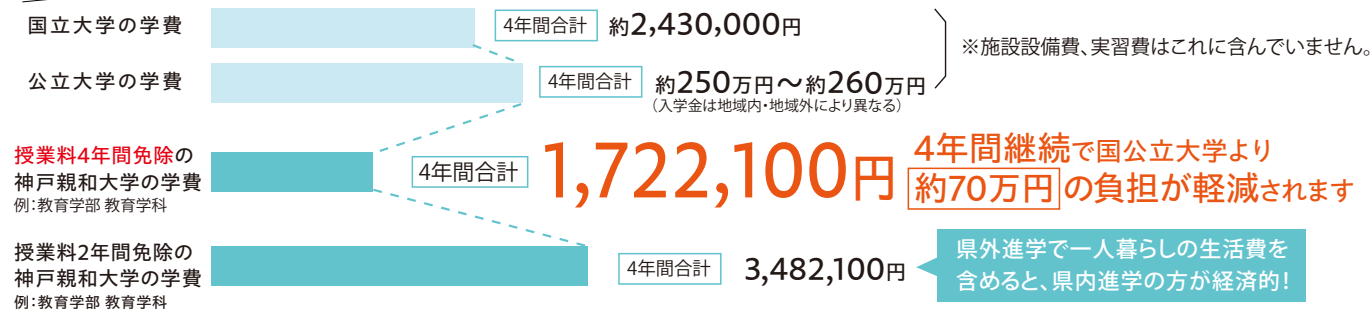 国立大学の学費
4年間合計 約2,430,000円
※施設設備費、実習費はこれに含んでいません。
公立大学の学費
4年間合計 約250万円〜約260万円
（入学金は地域内・地域外により異なる）
授業料4年間免除の
神戸親和大学の学費
例:教育学部 教育学科
4年間合計 1,722,100円
4年間継続で国公立大学より
約70万円の負担が軽減されます
授業料2年間免除の
神戸親和大学の学費
例:教育学部 教育学科
4年間合計 3,482,100円
県外進学で一人暮らしの生活費を
含めると、県内進学の方が経済的!